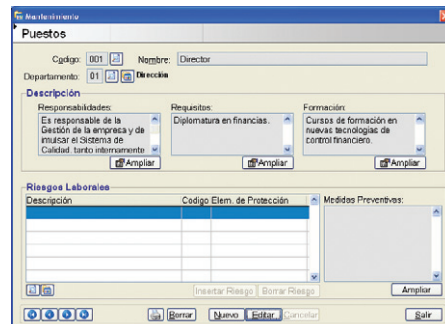 Mantenimiento
Puestos
Codigo: 001 Nombre: Director
Departamento: 01 Dirección
Descripción
Responsabilidades: Requisitos: Formación:
Es responsable de la Gestión de la empresa y de imulsar el Sistema de Calidad, tanto internamente
Diplomatura en financias.
Cursos de formación en nuevas tecnologías de control financiero.
Ampliar Ampliar Ampliar
Riesgos Laborales
Descripción Codigo Elem. de Protección Medidas Preventivas:
Insertar Riesgo Borrar Riesgo Ampliar
Borrar Nuevo Editar Cancelar Salir